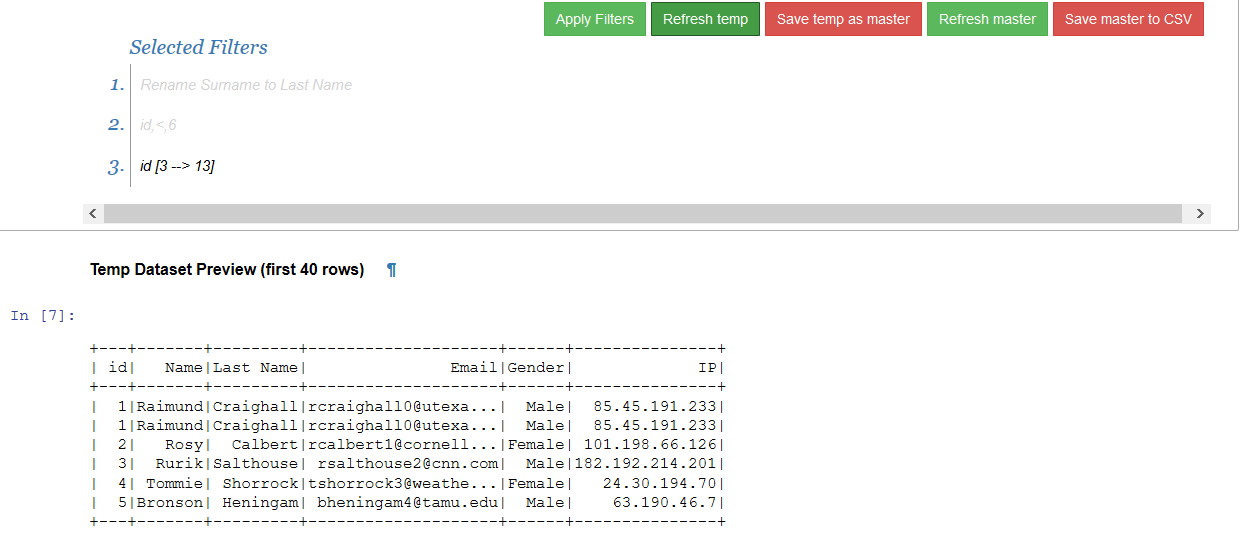 Apply Filters Refresh temp Save temp as master Refresh master Save master to CSV
Selected Filters
1. Rename Surname to Last Name
2. id,<,6
3. id [3 --> 13]
Temp Dataset Preview (first 40 rows) ¶
In [7]:
+---+-------+---------+--------------------+------+---------------+
| id|   Name|Last Name|               Email|Gender|             IP|
+---+-------+---------+--------------------+------+---------------+
|  1|Raimund|Craighall|rcraighall0@utexa...|  Male|  85.45.191.233|
|  1|Raimund|Craighall|rcraighall0@utexa...|  Male|  85.45.191.233|
|  2|   Rosy|  Calbert|rcalbert1@cornell...|Female| 101.198.66.126|
|  3|  Rurik|Salthouse| rsalthouse2@cnn.com|  Male|182.192.214.201|
|  4| Tommie| Shorrock|tshorrock3@weathe...|Female|   24.30.194.70|
|  5|Bronson| Heningam| bheningam4@tamu.edu|  Male|    63.190.46.7|
+---+-------+---------+--------------------+------+---------------+